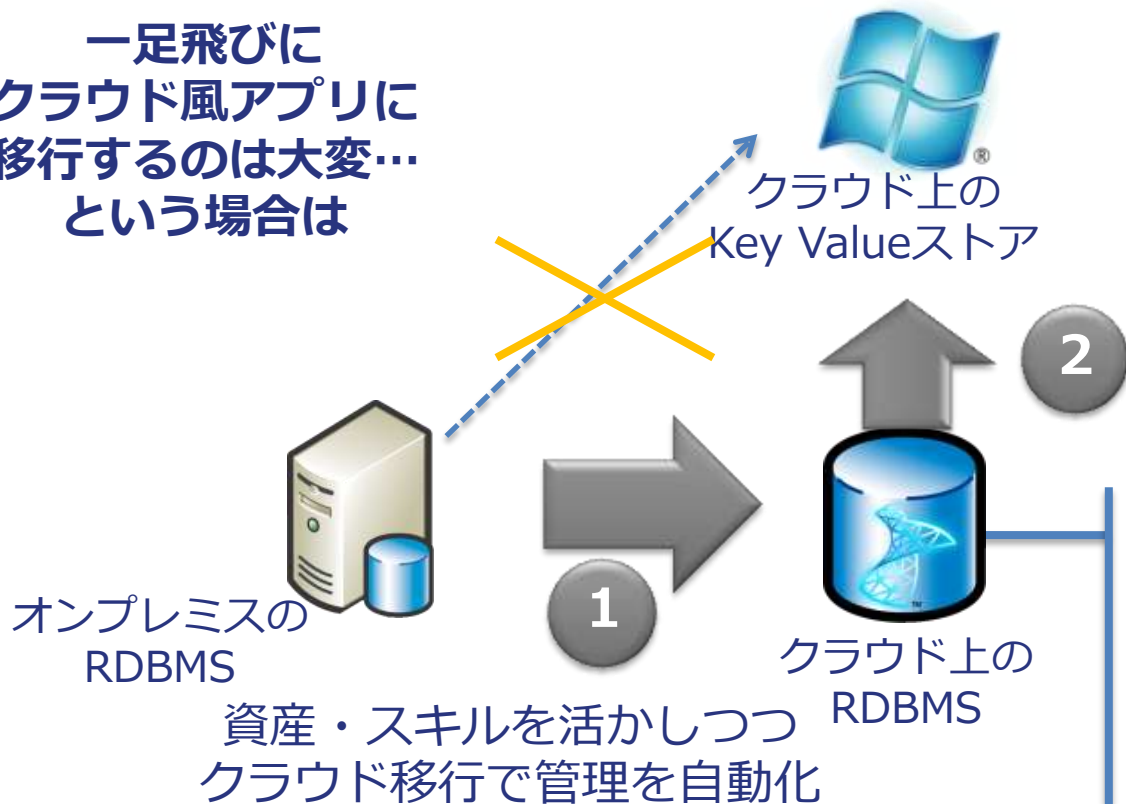 一足飛びに
クラウド風アプリに
移行するのは大変…
という場合は
クラウド上の
Key Valueストア
®
2
1
オンプレミスの
RDBMS
クラウド上の
RDBMS
資産・スキルを活かしつつ
クラウド移行で管理を自動化